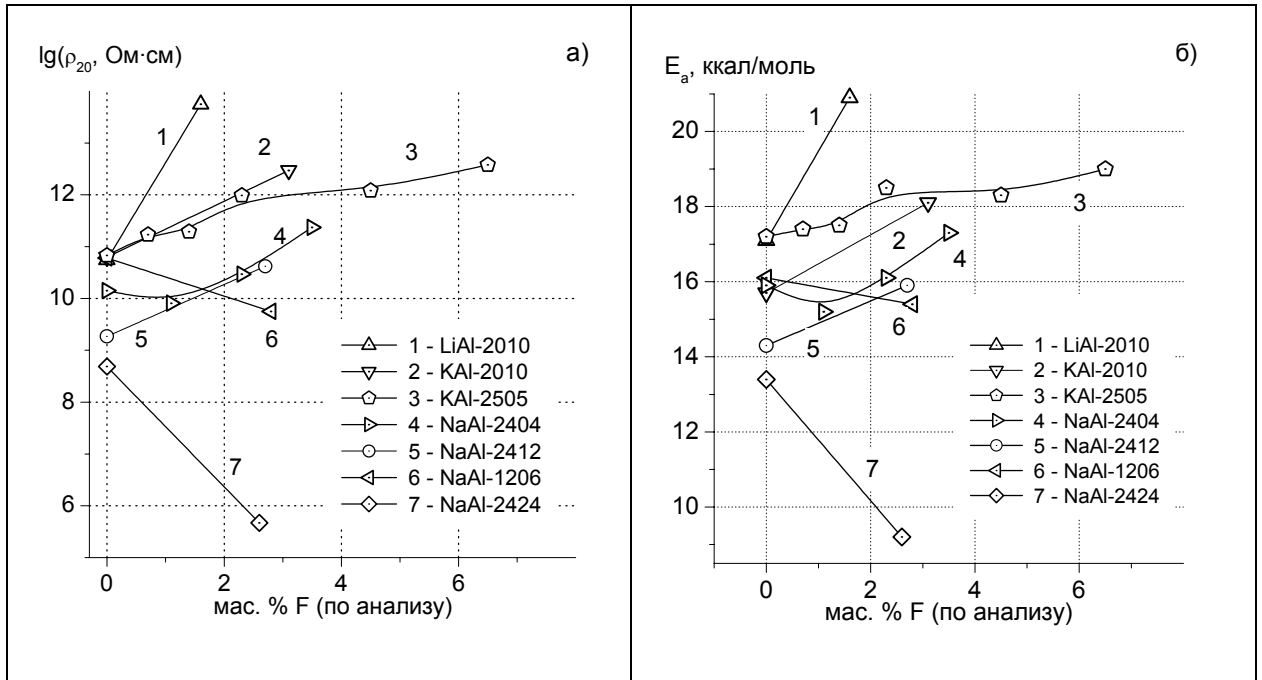 lg(ρ20, Ом·см)
а)
12
10
8
6
0
2
4
6
1
2
3
4
5
6
7
1 - LiAl-2010
2 - KAl-2010
3 - KAl-2505
4 - NaAl-2404
5 - NaAl-2412
6 - NaAl-1206
7 - NaAl-2424
мас. % F (по анализу)
Ea, ккал/моль
б)
20
18
16
14
12
10
0
2
4
6
1
2
3
4
5
6
7
1 - LiAl-2010
2 - KAl-2010
3 - KAl-2505
4 - NaAl-2404
5 - NaAl-2412
6 - NaAl-1206
7 - NaAl-2424
мас. % F (по анализу)